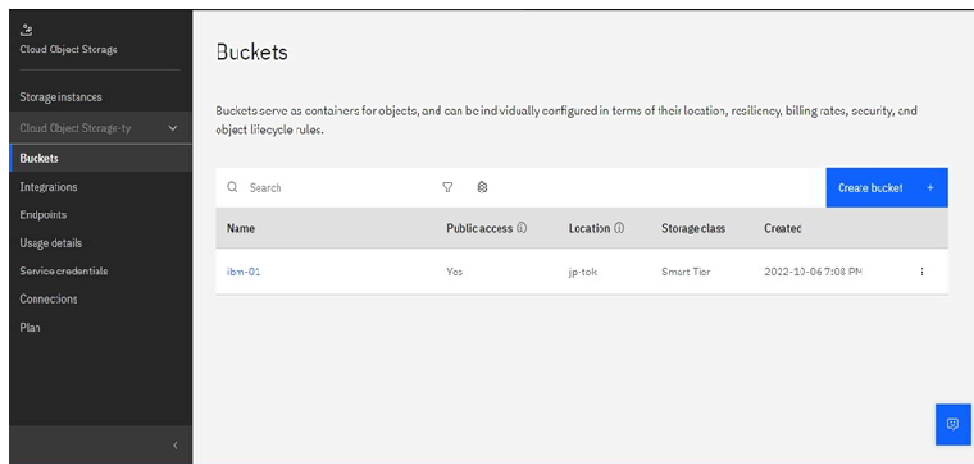 Cloud Object Storage
Storage instances
Cloud Object Storage-ty
Buckets
Integrations
Endpoints
Usage details
Service credentials
Connections
Plan
Buckets
Buckets serve as containers for objects, and can be individually configured in terms of their location, resiliency, billing rates, security, and
object lifecycle rules.
Search
Create bucket +
Name Public access Location Storage class Created
ibm-01 Yes jp-tok Smart Tier 2022-10-06 7:08 PM